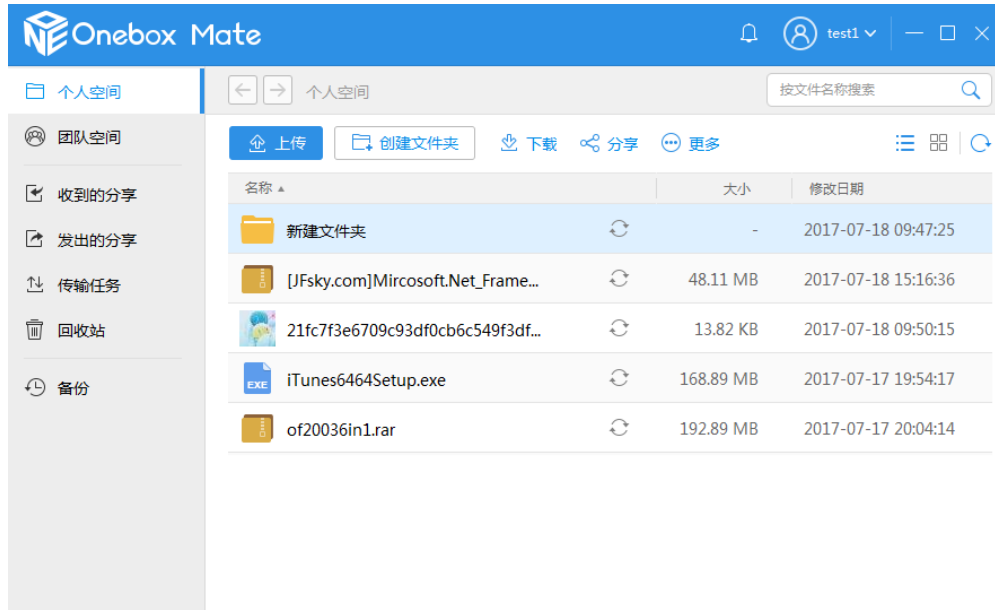 ONE Onebox Mate
test1
个人空间
个人空间
按文件名称搜索
团队空间
上传 创建文件夹 下载 分享 更多
收到的分享
名称 大小 修改日期
发出的分享
新建文件夹 - 2017-07-18 09:47:25
传输任务
[JFsky.com]Mircosoft.Net_Frame... 48.11 MB 2017-07-18 15:16:36
回收站
21fc7f3e6709c93df0cb6c549f3df... 13.82 KB 2017-07-18 09:50:15
备份
EXE iTunes6464Setup.exe 168.89 MB 2017-07-17 19:54:17
of20036in1.rar 192.89 MB 2017-07-17 20:04:14